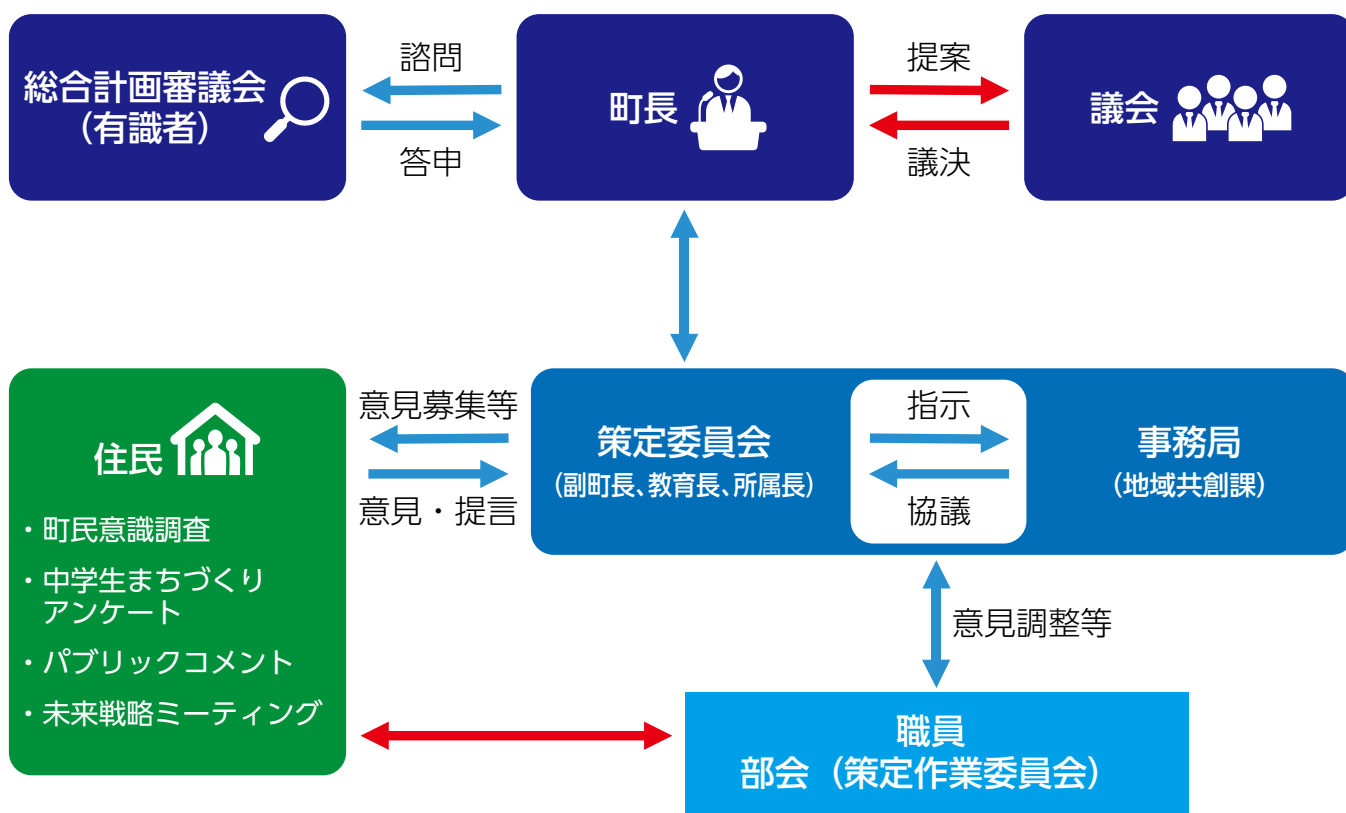 総合計画審議会
（有識者）
諮問
答申
町長
提案
議決
議会
住民
・町民意識調査
・中学生まちづくり
アンケート
・パブリックコメント
・未来戦略ミーティング
意見募集等
意見・提言
策定委員会
（副町長、教育長、所属長）
指示
協議
事務局
（地域共創課）
意見調整等
職員
部会（策定作業委員会）